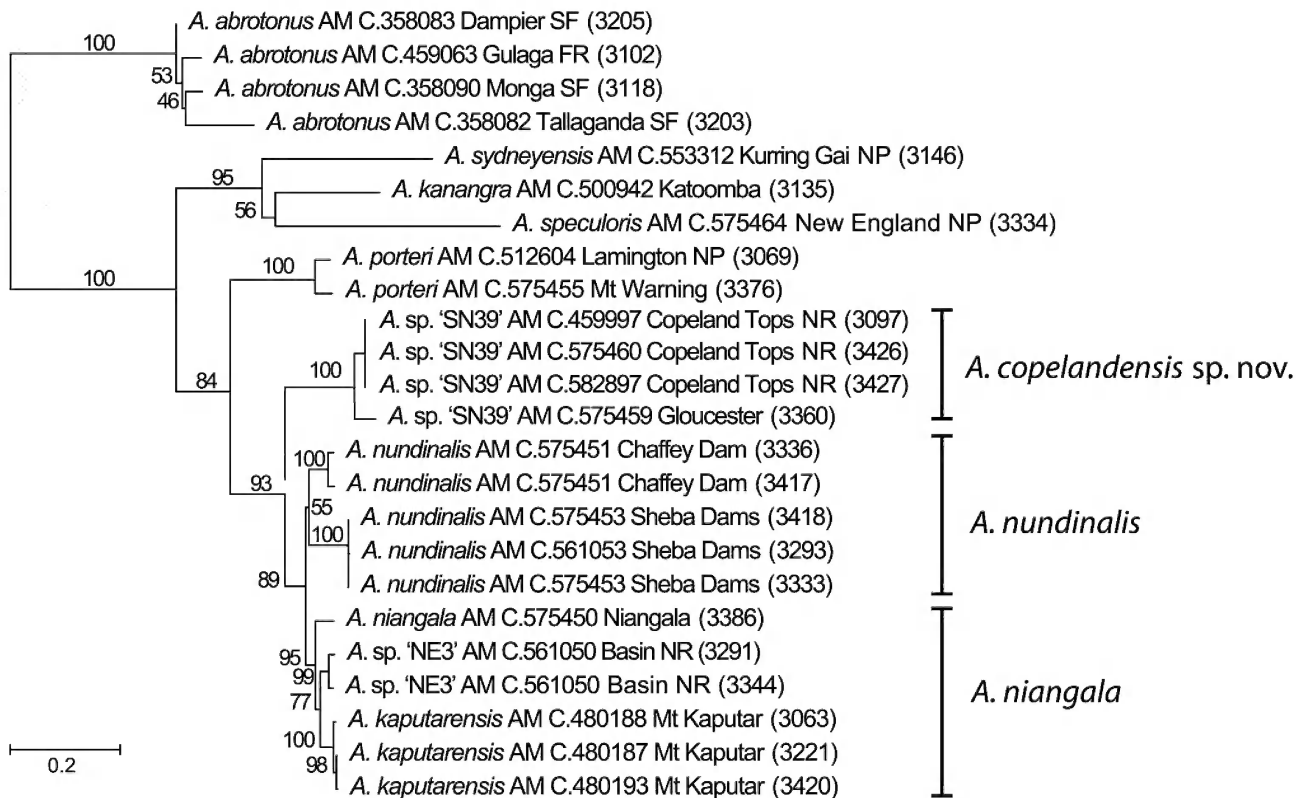 100
A. abrotonus AM C.358083 Dampier SF (3205)
A. abrotonus AM C.459063 Gulaga FR (3102)
53
A. abrotonus AM C.358090 Monga SF (3118)
46
A. abrotonus AM C.358082 Tallaganda SF (3203)
A. sydneyensis AM C.553312 Kurring Gai NP (3146)
95
A. kanangra AM C.500942 Katoomba (3135)
56
A. speculoris AM C.575464 New England NP (3334)
A. porteri AM C.512604 Lamington NP (3069)
100
100
A. porteri AM C.575455 Mt Warning (3376)
A. sp. 'SN39' AM C.459997 Copeland Tops NR (3097)
A. sp. 'SN39' AM C.575460 Copeland Tops NR (3426)
A. copelandensis sp. nov.
100
84
A. sp. 'SN39' AM C.582897 Copeland Tops NR (3427)
A. sp. 'SN39' AM C.575459 Gloucester (3360)
A. nundinalis AM C.575451 Chaffey Dam (3336)
100
A. nundinalis AM C.575451 Chaffey Dam (3417)
93
55
A. nundinalis AM C.575453 Sheba Dams (3418)
A. nundinalis
100
A. nundinalis AM C.561053 Sheba Dams (3293)
89
A. nundinalis AM C.575453 Sheba Dams (3333)
A. niangala AM C.575450 Niangala (3386)
95
A. sp. 'NE3' AM C.561050 Basin NR (3291)
99
A. sp. 'NE3' AM C.561050 Basin NR (3344)
77
A. niangala
A. kaputarensis AM C.480188 Mt Kaputar (3063)
100
A. kaputarensis AM C.480187 Mt Kaputar (3221)
98
A. kaputarensis AM C.480193 Mt Kaputar (3420)
0.2